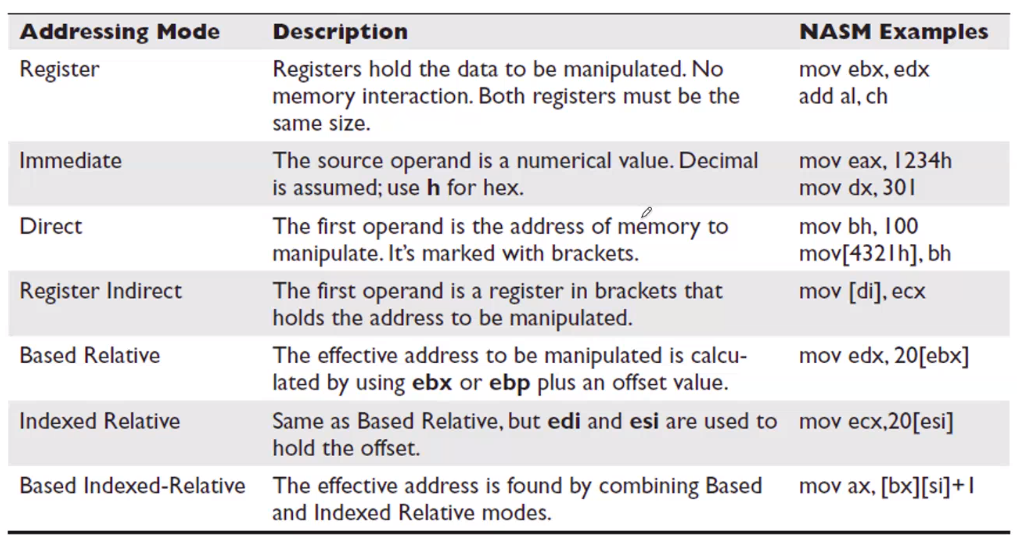 Addressing Mode Description NASM Examples
Register Registers hold the data to be manipulated. No mov ebx, edx
memory interaction. Both registers must be the add al, ch
same size.
Immediate The source operand is a numerical value. Decimal mov eax, 1234h
is assumed; use h for hex. mov dx, 301
Direct The first operand is the address of memory to mov bh, 100
manipulate. It's marked with brackets. mov[4321h], bh
Register Indirect The first operand is a register in brackets that mov [di], ecx
holds the address to be manipulated.
Based Relative The effective address to be manipulated is calcu- mov edx, 20[ebx]
lated by using ebx or ebp plus an offset value.
Indexed Relative Same as Based Relative, but edi and esi are used to mov ecx,20[esi]
hold the offset.
Based Indexed-Relative The effective address is found by combining Based mov ax, [bx][si]+1
and Indexed Relative modes.